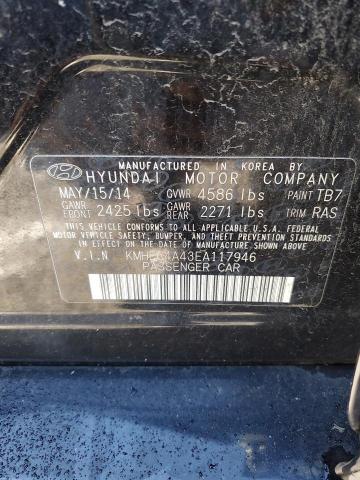 MANUFACTURED IN KOREA BY:
HYUNDAI MOTOR COMPANY
MAY/15/14 GVWR 4586 lbs PAINT TB7
GAWR FRONT 2425 lbs GAWR REAR 2271 lbs TRIM RAS
THIS VEHICLE CONFORMS TO ALL APPLICABLE U.S.A. FEDERAL
MOTOR VEHICLE SAFETY, BUMPER, AND THEFT PREVENTION STANDARDS
IN EFFECT ON THE DATE OF MANUFACTURE SHOWN ABOVE.
V.I.N
PASSENGER CAR